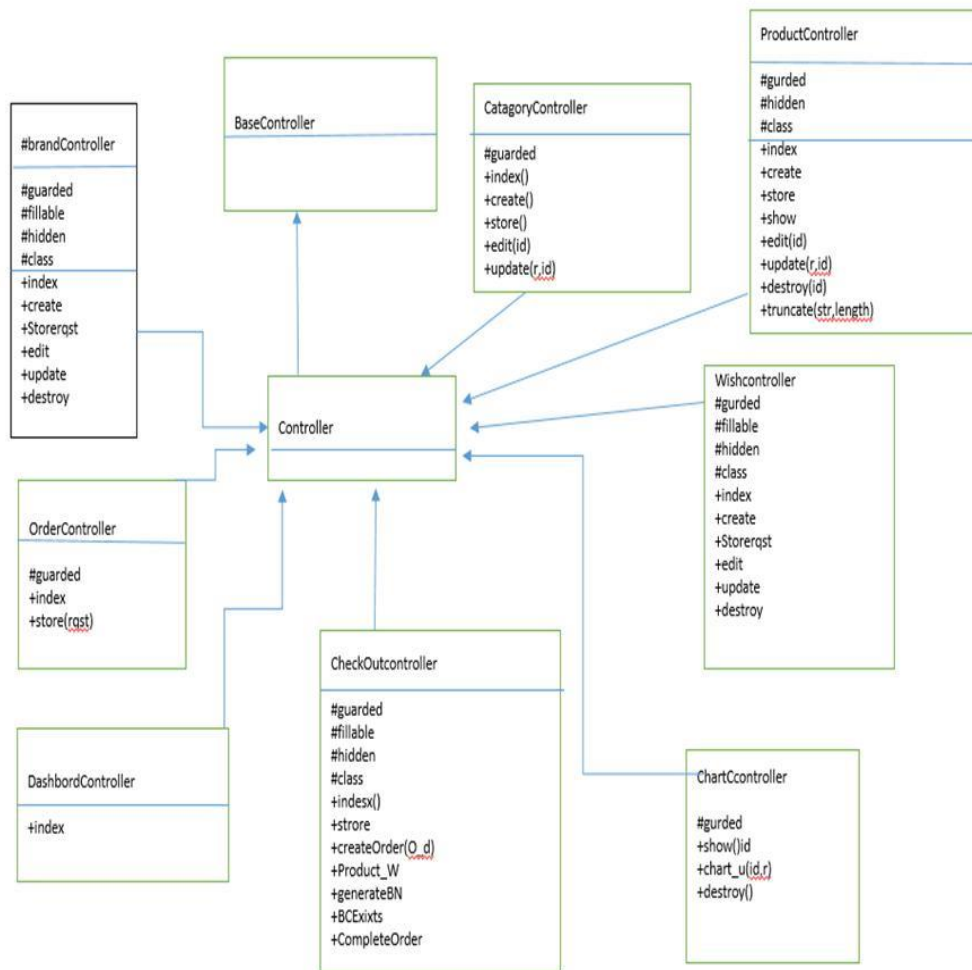 #brandController
#guarded
#fillable
#hidden
#class
+index
+create
+Storerqst
+edit
+update
+destroy
BaseController
CatagoryController
#guarded
+index()
+create()
+store()
+edit(id)
+update(r,id)
ProductController
#gurded
#hidden
#class
+index
+create
+store
+show
+edit(id)
+update(r,id)
+destroy(id)
+truncate(str,length)
Controller
Wishcontroller
#gurded
#fillable
#hidden
#class
+index
+create
+Storerqst
+edit
+update
+destroy
OrderController
#guarded
+index
+store(rqst)
DashbordController
+index
CheckOutcontroller
#guarded
#fillable
#hidden
#class
+indesx()
+strore
+createOrder(O_d)
+Product_W
+generateBN
+BCExixts
+CompleteOrder
ChartCcontroller
#gurded
+show()id
+chart_u(id,r)
+destroy()